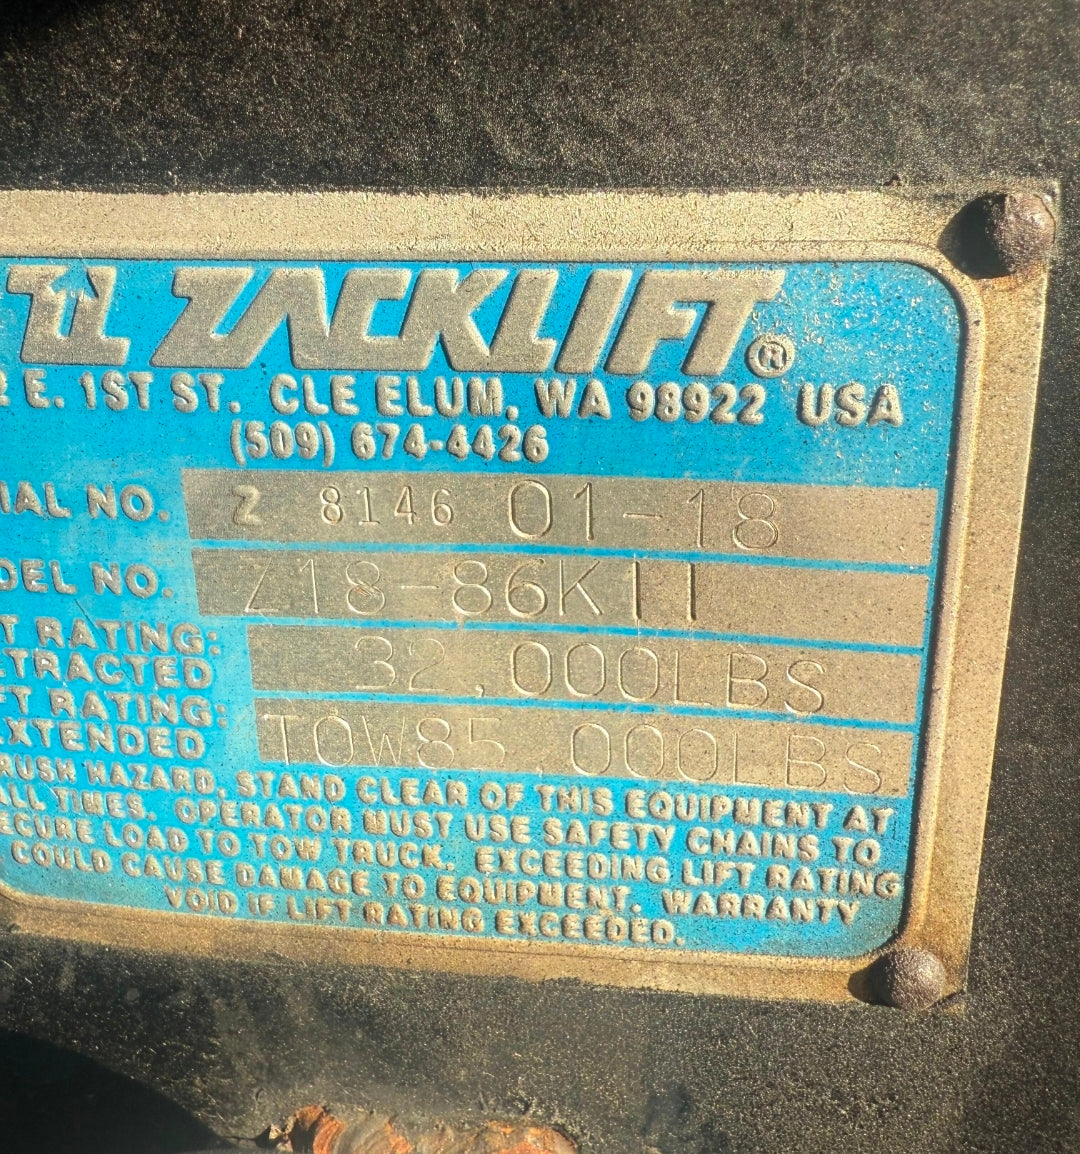 ZACKLIFT®
2 E. 1ST ST. CLE ELUM, WA 98922 USA
(509) 674-4426
IAL NO. Z 8146 01-18
DEL NO. Z18-86KII
T RATING:
ETRACTED 32,000LBS
FT RATING:
EXTENDED TOW85,000LBS
RUSH HAZARD, STAND CLEAR OF THIS EQUIPMENT AT
ALL TIMES. OPERATOR MUST USE SAFETY CHAINS TO
ECURE LOAD TO TOW TRUCK. EXCEEDING LIFT RATING
COULD CAUSE DAMAGE TO EQUIPMENT. WARRANTY
VOID IF LIFT RATING EXCEEDED.